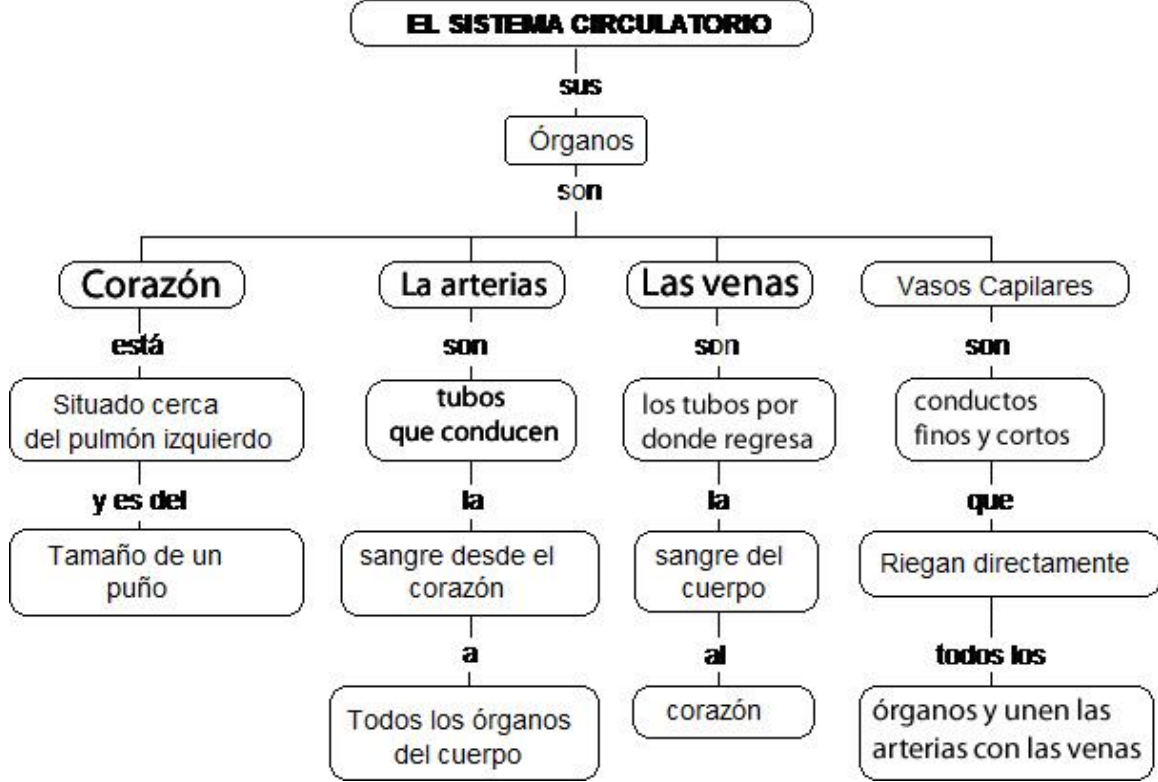 EL SISTEMA CIRCULATORIO
sus
Órganos
son
Corazón
está
Situado cerca
del pulmón izquierdo
y es del
Tamaño de un
puño
La arterias
son
tubos
que conducen
la
sangre desde el
corazón
a
Todos los órganos
del cuerpo
Las venas
son
los tubos por
donde regresa
la
sangre del
cuerpo
al
corazón
Vasos Capilares
son
conductos
finos y cortos
que
Riegan directamente
todos los
órganos y unen las
arterias con las venas